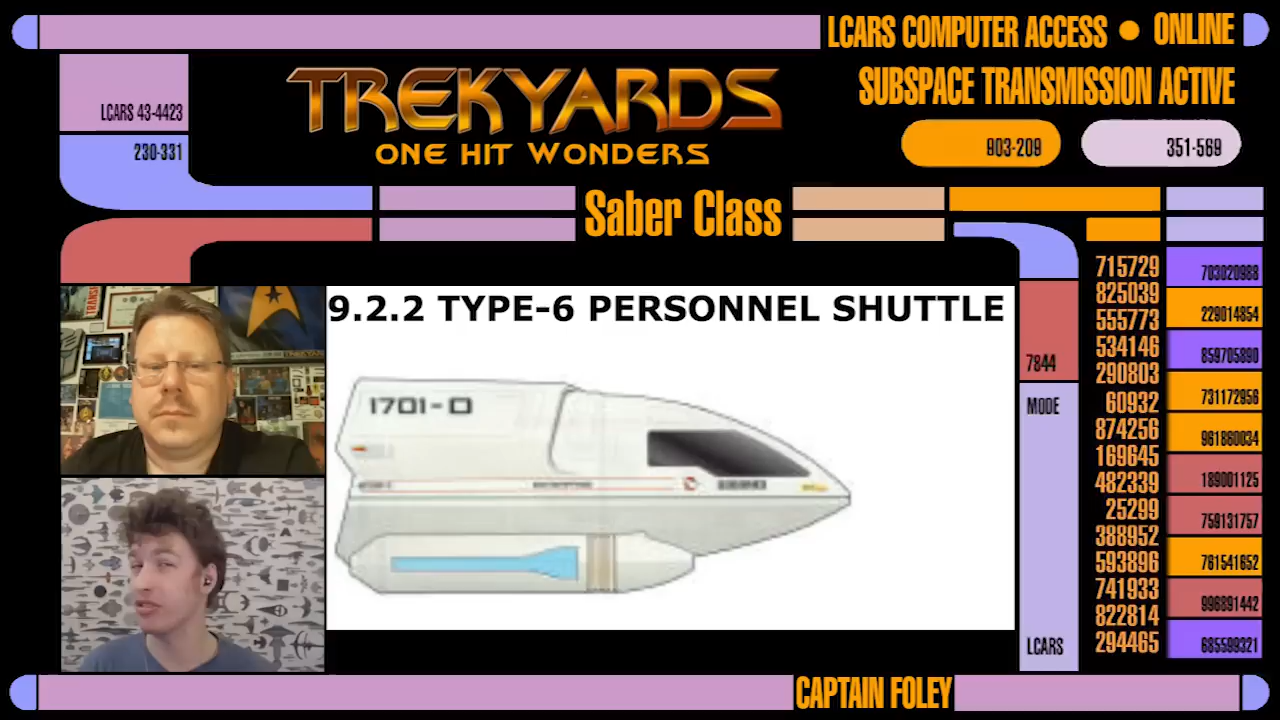 LCARS COMPUTER ACCESS • ONLINE
TREKYARDS
ONE HIT WONDERS
SUBSPACE TRANSMISSION ACTIVE
LCARS 43-4423
230-331
903-209
351-569
Saber Class
9.2.2 TYPE-6 PERSONNEL SHUTTLE
1701-D
7844
MODE
LCARS
715729
825039
555773
534146
290803
60932
874256
169645
482339
25299
388952
593896
741933
822814
294465
703020988
229014854
859705890
731172956
961860034
189001125
759131757
761541652
996891442
685599321
CAPTAIN FOLEY